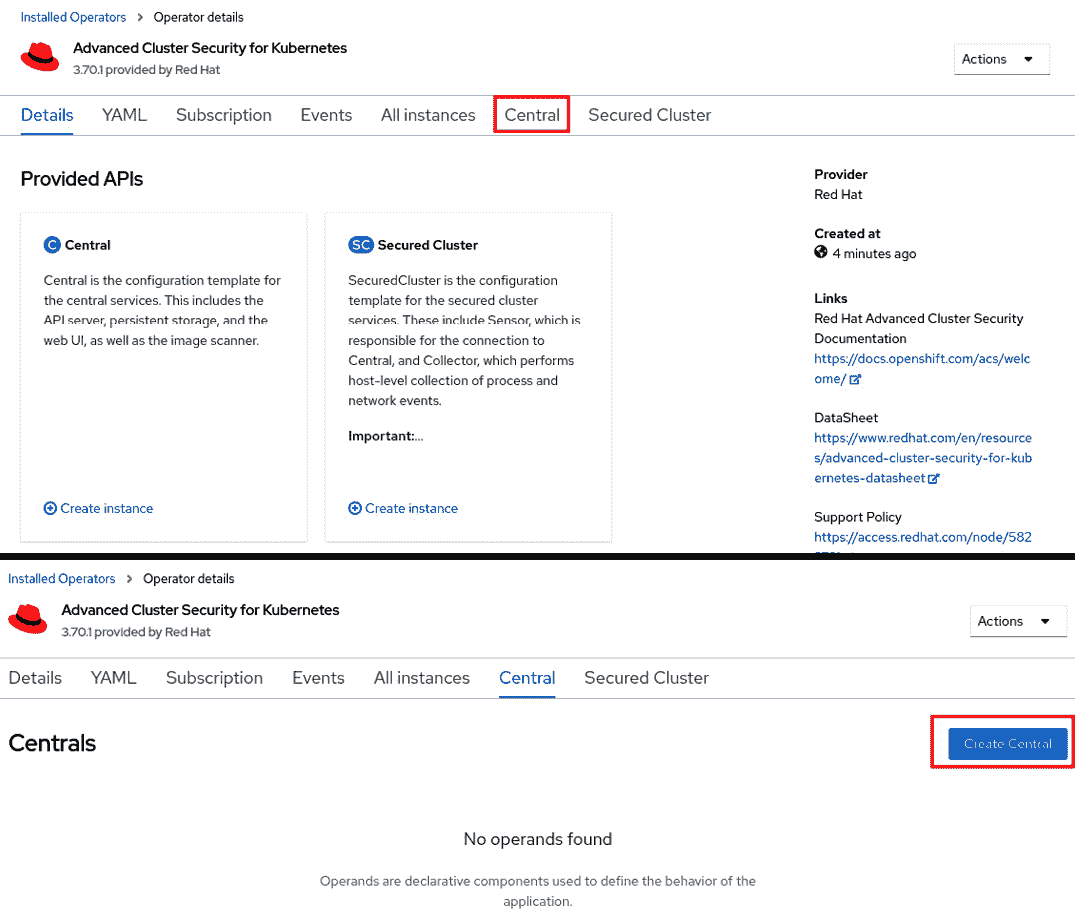 Installed Operators > Operator details
Advanced Cluster Security for Kubernetes
3.70.1 provided by Red Hat
Actions
Details YAML Subscription Events All instances Central Secured Cluster
Provided APIs
C Central
Central is the configuration template for
the central services. This includes the
API server, persistent storage, and the
web UI, as well as the image scanner.
Create instance
SC Secured Cluster
SecuredCluster is the configuration
template for the secured cluster
services. These include Sensor, which is
responsible for the connection to
Central, and Collector, which performs
host-level collection of process and
network events.
Important:...
Create instance
Provider
Red Hat
Created at
4 minutes ago
Links
Red Hat Advanced Cluster Security
Documentation
https://docs.openshift.com/acs/welc
ome/
DataSheet
https://www.redhat.com/en/resource
s/advanced-cluster-security-for-kub
ernetes-datasheet
Support Policy
https://access.redhat.com/node/582
Installed Operators > Operator details
Advanced Cluster Security for Kubernetes
3.70.1 provided by Red Hat
Actions
Details YAML Subscription Events All instances Central Secured Cluster
Centrals
Create Central
No operands found
Operands are declarative components used to define the behavior of the
application.